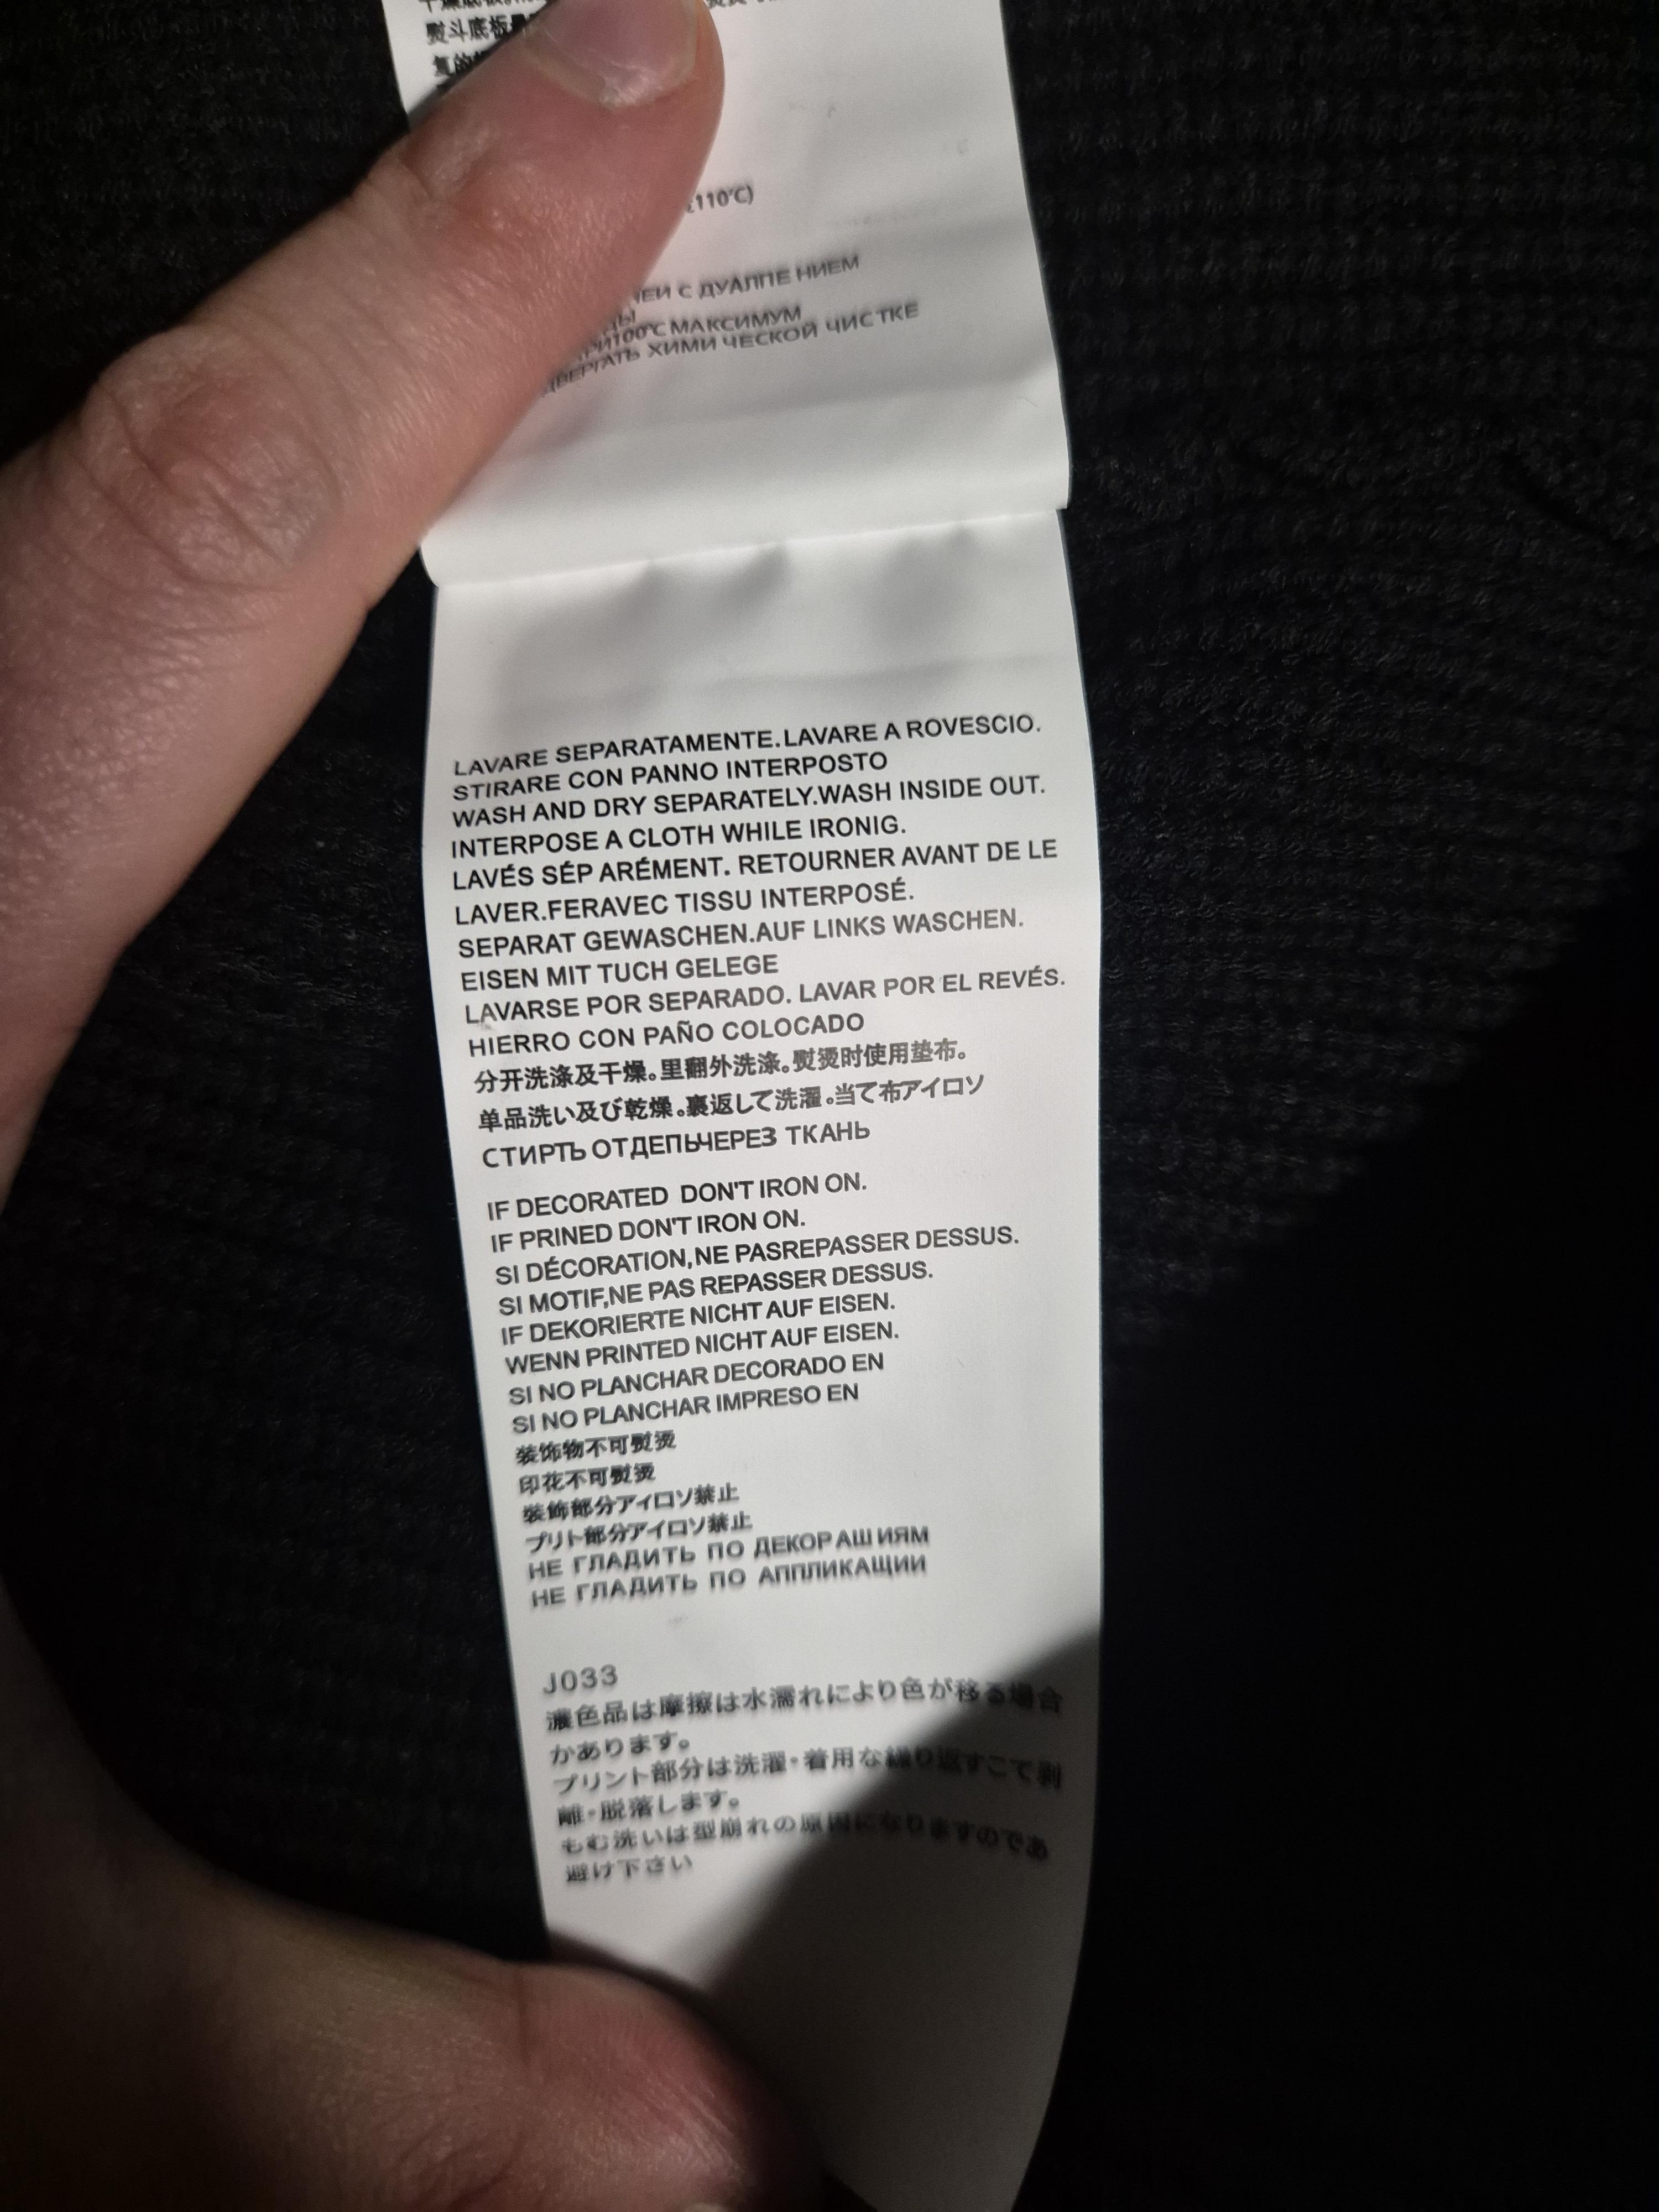 熨斗底板
≤110℃)
ЧЕЙ С ДУАЛПЕ НИЕМ
ДЫ
РИ100℃ МАКСИМУМ
ДВЕРГАТЬ ХИМИ ЧЕСКОЙ ЧИСТКЕ
LAVARE SEPARATAMENTE.LAVARE A ROVESCIO.
STIRARE CON PANNO INTERPOSTO
WASH AND DRY SEPARATELY.WASH INSIDE OUT.
INTERPOSE A CLOTH WHILE IRONIG.
LAVÉS SÉP ARÉMENT. RETOURNER AVANT DE LE
LAVER.FERAVEC TISSU INTERPOSÉ.
SEPARAT GEWASCHEN.AUF LINKS WASCHEN.
EISEN MIT TUCH GELEGE
LAVARSE POR SEPARADO. LAVAR POR EL REVÉS.
HIERRO CON PAÑO COLOCADO
分开洗涤及干燥。里翻外洗涤。熨烫时使用垫布。
单品洗い及び乾燥。裏返して洗濯。当て布アイロソ
СТИРТЬ ОТДЕПЬЧЕРЕЗ ТКАНЬ
IF DECORATED DON'T IRON ON.
IF PRINED DON'T IRON ON.
SI DÉCORATION,NE PASREPASSER DESSUS.
SI MOTIF,NE PAS REPASSER DESSUS.
IF DEKORIERTE NICHT AUF EISEN.
WENN PRINTED NICHT AUF EISEN.
SI NO PLANCHAR DECORADO EN
SI NO PLANCHAR IMPRESO EN
装饰物不可熨烫
印花不可熨烫
装飾部分アイロソ禁止
プリト部分アイロソ禁止
НЕ ГЛАДИТЬ ПО ДЕКОР АШ ИЯМ
НЕ ГЛАДИТЬ ПО АППЛИКАЩИИ
J033
濃色品は摩擦は水濡れにより色が移る場合
かあります。
プリント部分は洗濯・着用な繰り返すこて剥
離・脱落します。
もむ洗いは型崩れの原因になりますのであ
避け下さい